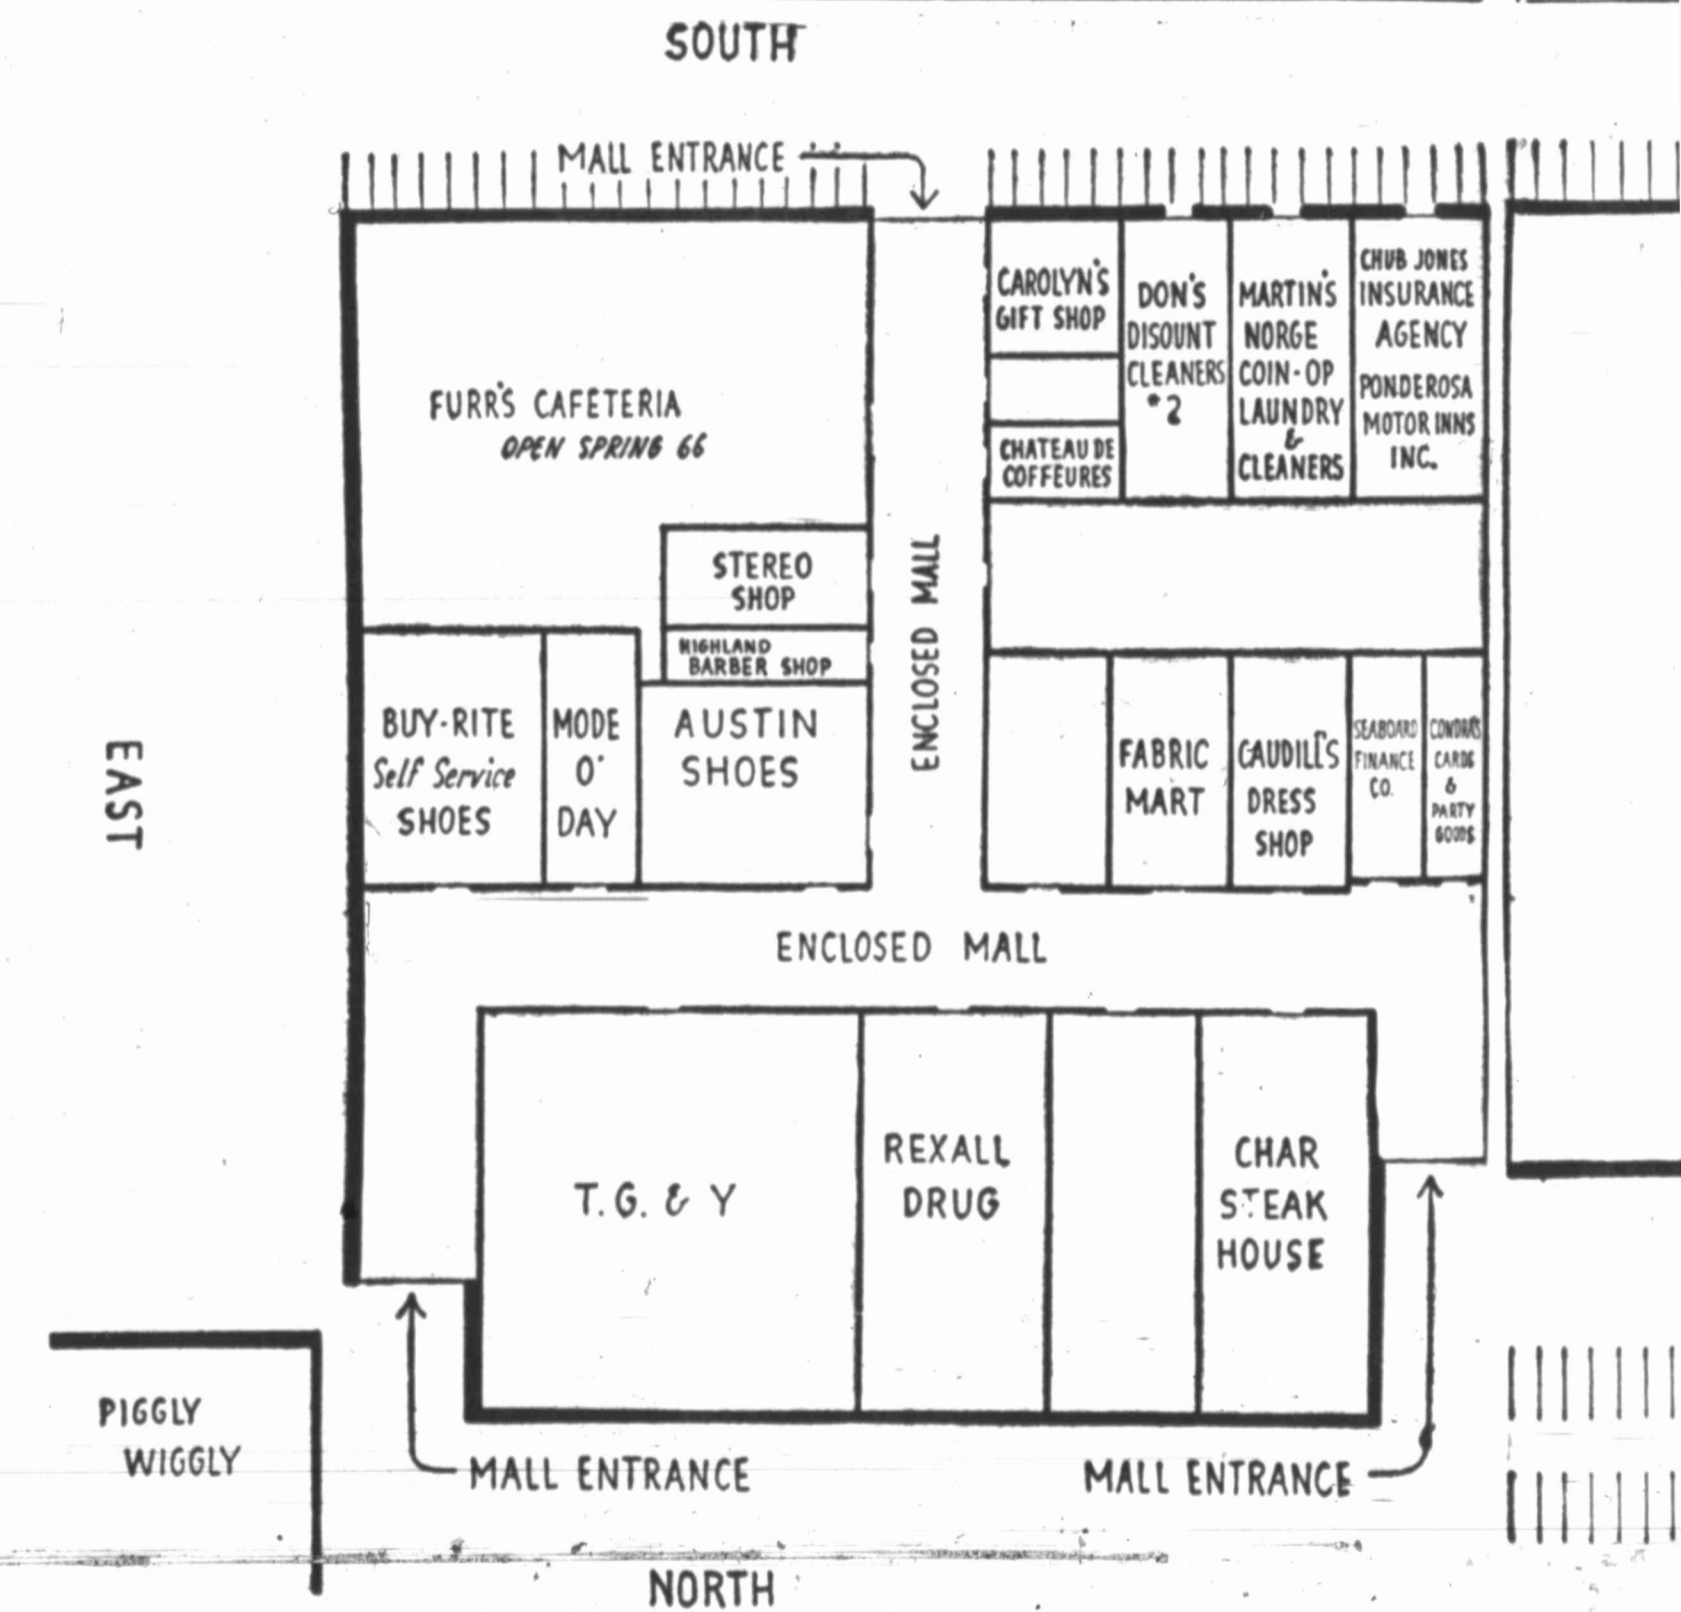 SOUTH
MALL ENTRANCE
FURR'S CAFETERIA
OPEN SPRING 66
STEREO
SHOP
HIGHLAND
BARBER SHOP
BUY-RITE
Self Service
SHOES
MODE
O'
DAY
AUSTIN
SHOES
ENCLOSED MALL
CAROLYN'S
GIFT SHOP
CHATEAU DE
COFFEURES
DON'S
DISOUNT
CLEANERS
#2
MARTIN'S
NORGE
COIN-OP
LAUNDRY
&
CLEANERS
CHUB JONES
INSURANCE
AGENCY
PONDEROSA
MOTOR INNS
INC.
FABRIC
MART
CAUDILL'S
DRESS
SHOP
SEABOARD
FINANCE
CO.
CONDRA'S
CARDS
&
PARTY
GOODS
EAST
ENCLOSED MALL
T.G. & Y
REXALL
DRUG
CHAR
STEAK
HOUSE
PIGGLY
WIGGLY
MALL ENTRANCE
MALL ENTRANCE
NORTH